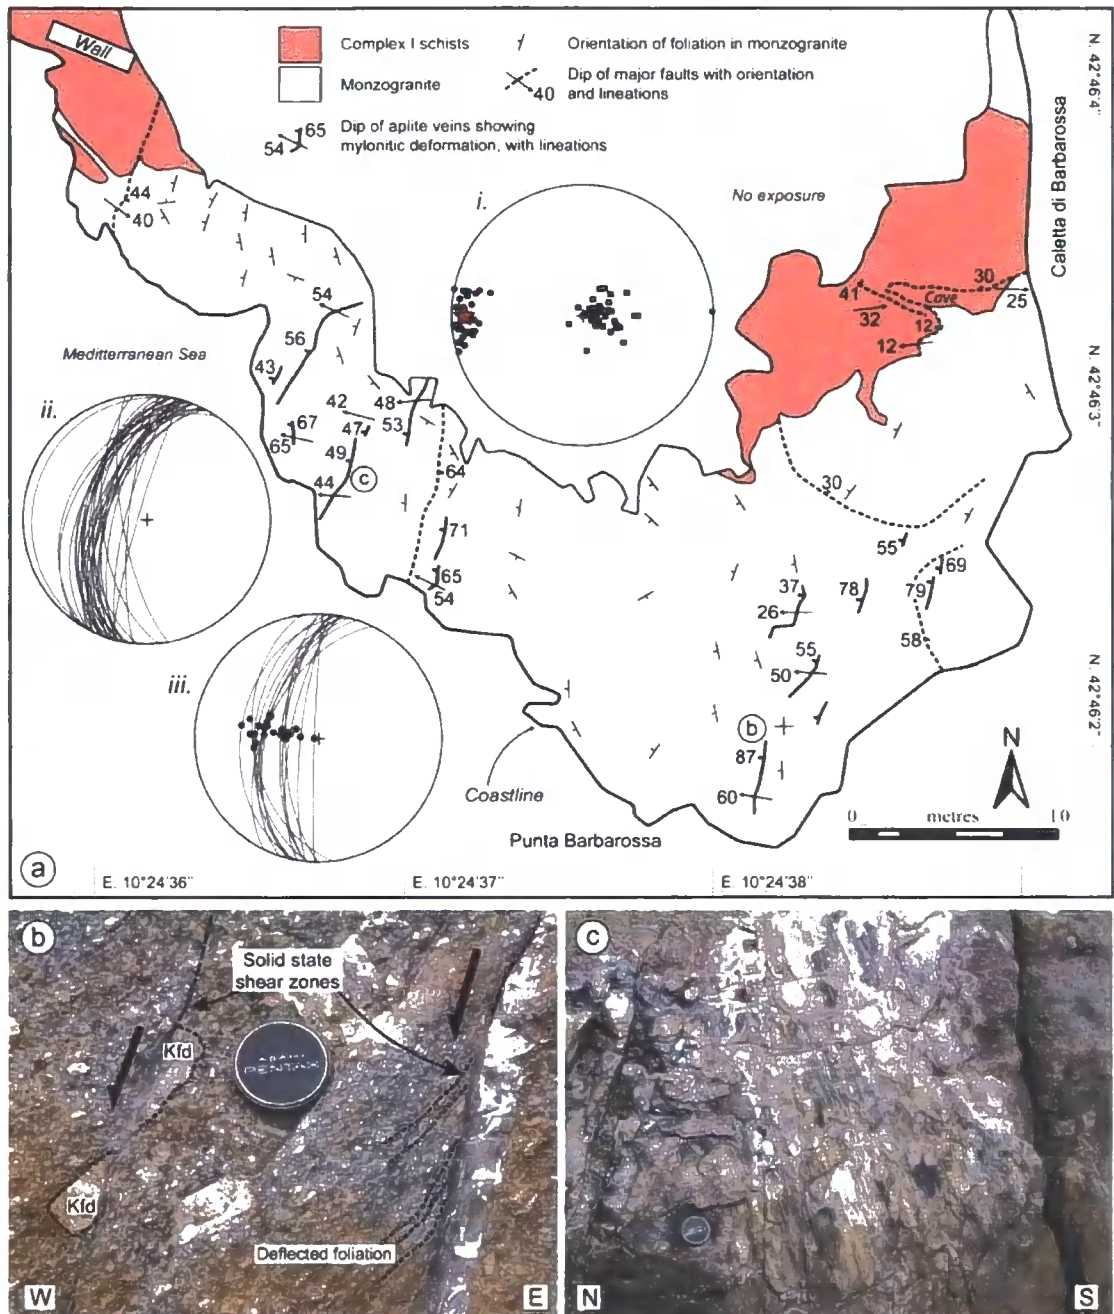 Wall
Complex I schists
Monzogranite
65
54
Dip of aplite veins showing
mylonitic deformation, with lineations
Orientation of foliation in monzogranite
40
Dip of major faults with orientation
and lineations
N. 42°46'4"
Caletta di Barbarossa
i.
No exposure
44
40
54
56
43
Mediterranean Sea
ii.
42
48
67
47
53
65
49
44
c
64
71
65
54
41
30
Cave
25
32
12
12
N. 42°46'3"
30
55
69
37
78
79
26
58
55
50
iii.
b
87
60
N. 42°46'2"
N
Coastline
Punta Barbarossa
0 metres 10
a
E. 10°24'36"
E. 10°24'37"
E. 10°24'38"
b
Solid state
shear zones
Kfd
ASAHI
PENTAX
Kfd
Deflected foliation
W
E
c
N
S